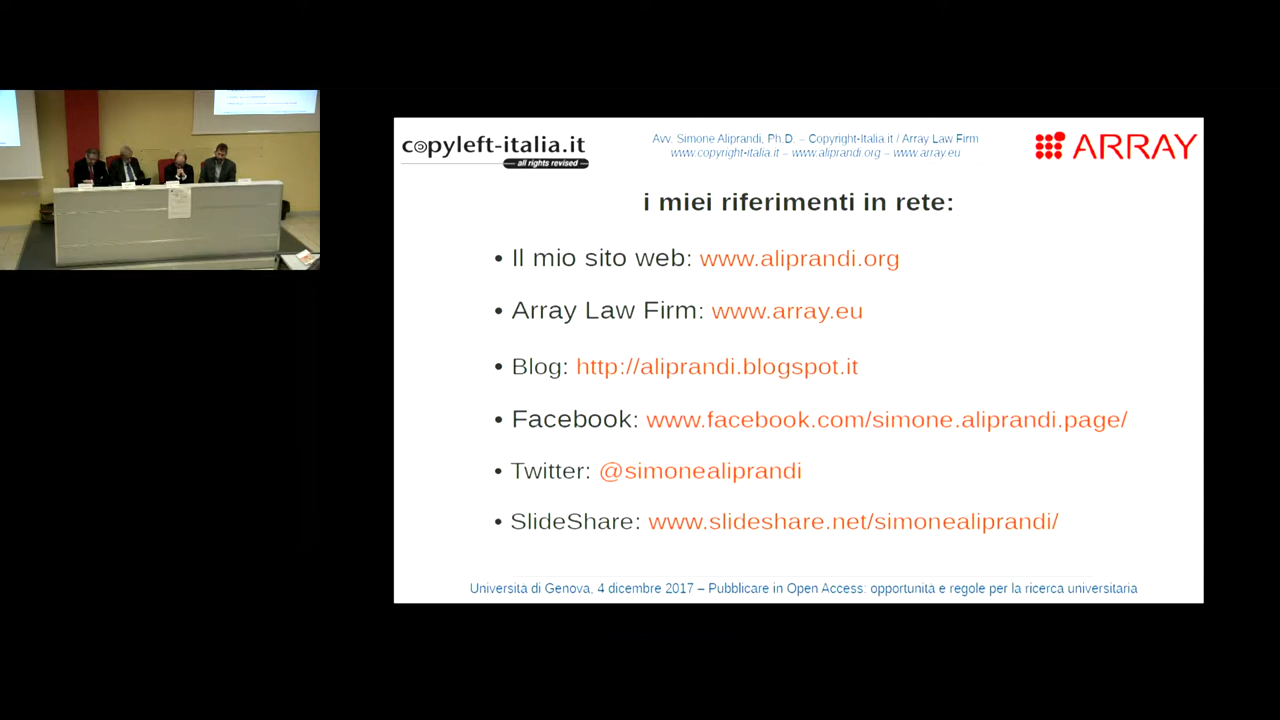 copyleft-italia.it
all rights revised
Avv. Simone Aliprandi, Ph.D. – Copyright-Italia.it / Array Law Firm
www.copyright-italia.it – www.aliprandi.org – www.array.eu
ARRAY
i miei riferimenti in rete:
• Il mio sito web: www.aliprandi.org
• Array Law Firm: www.array.eu
• Blog: http://aliprandi.blogspot.it
• Facebook: www.facebook.com/simone.aliprandi.page/
• Twitter: @simonealiprandi
• SlideShare: www.slideshare.net/simonealiprandi/
Università di Genova, 4 dicembre 2017 – Pubblicare in Open Access: opportunità e regole per la ricerca universitaria